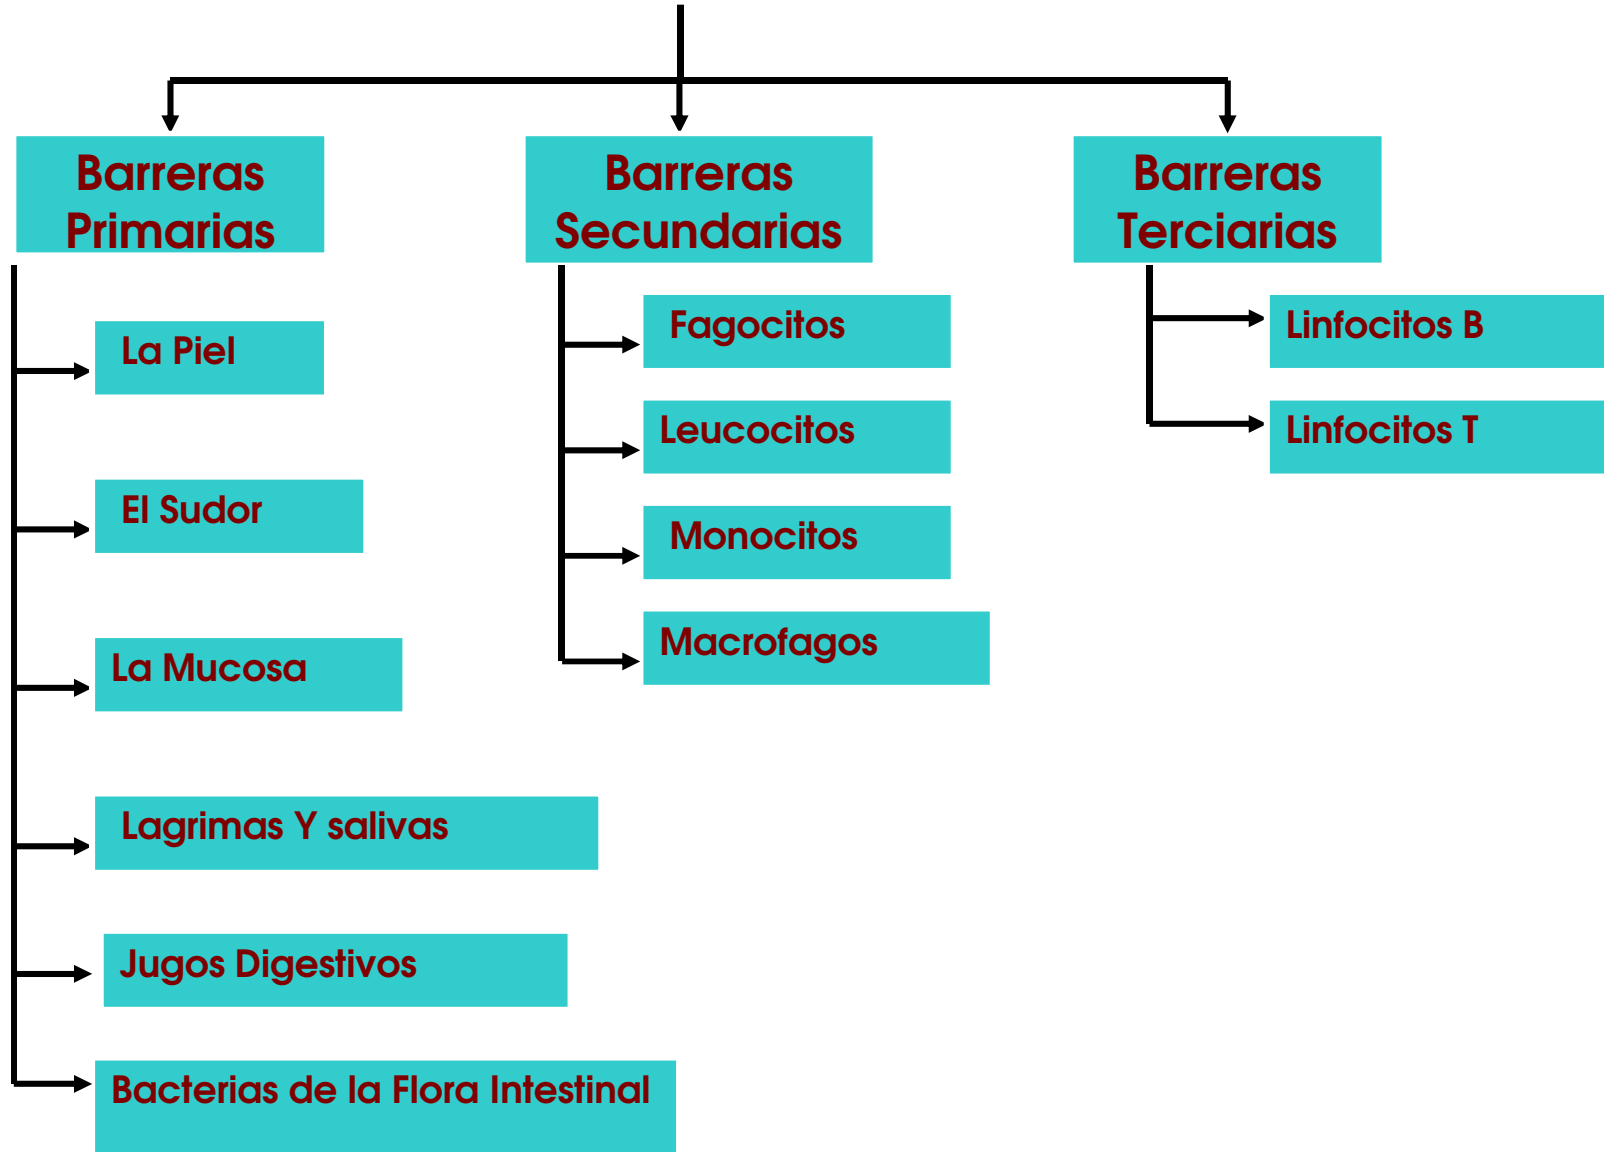 Barreras
Primarias
La Piel
El Sudor
La Mucosa
Lagrimas Y salivas
Jugos Digestivos
Bacterias de la Flora Intestinal
Barreras
Secundarias
Fagocitos
Leucocitos
Monocitos
Macrofagos
Barreras
Terciarias
Linfocitos B
Linfocitos T